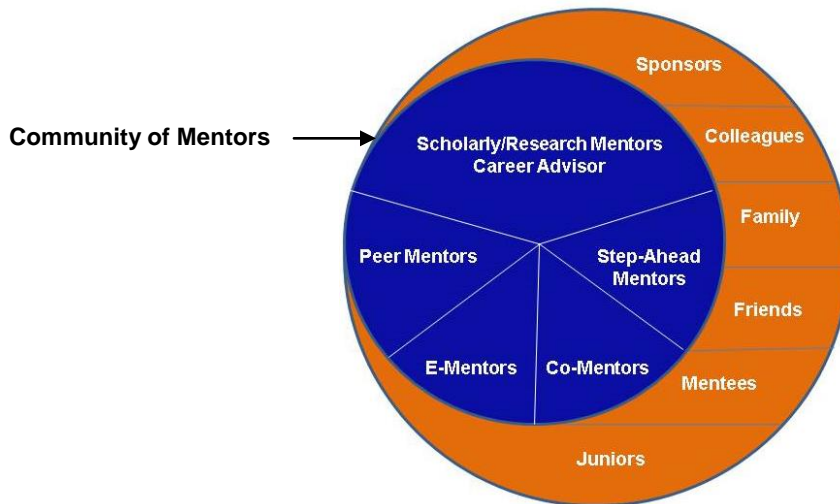 Sponsors
Community of Mentors
Colleagues
Scholarly/Research Mentors
Career Advisor
Family
Peer Mentors
Step-Ahead
Mentors
Friends
E-Mentors
Co-Mentors
Mentees
Juniors